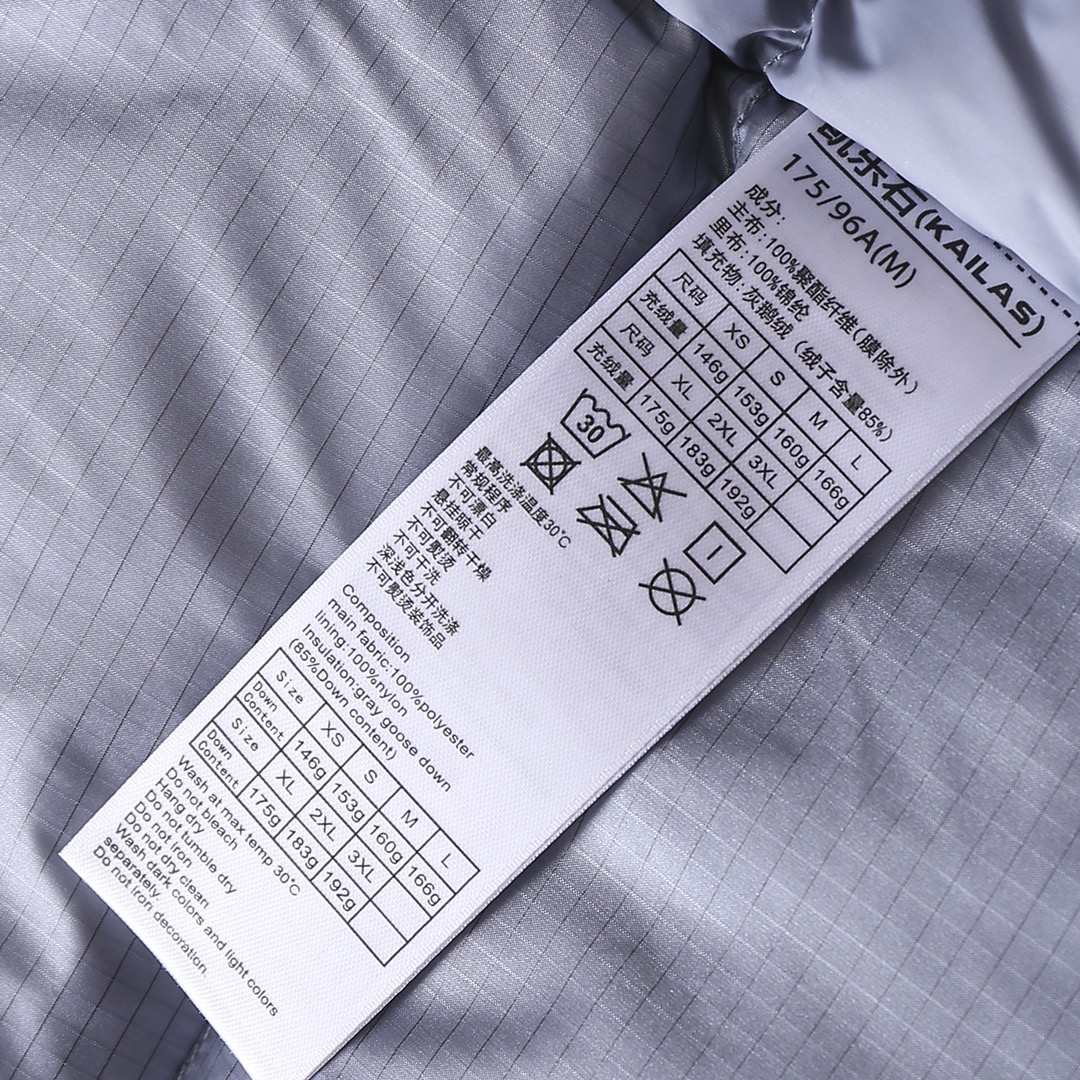 凯乐石(KAILAS)
175/96A(M)
成分:
主布:100%聚酯纤维(膜除外)
里布:100%锦纶
填充物:灰鹅绒(绒子含量85%)
尺码 XS S M L
充绒量 146g 153g 160g 166g
尺码 XL 2XL 3XL
充绒量 175g 183g 192g
30
最高洗涤温度30℃
常规程序
不可漂白
悬挂晾干
不可翻转干燥
不可熨烫
不可干洗
深浅色分开洗涤
不可熨烫装饰品
Composition
main fabric:100%polyester
lining:100%nylon
Insulation:gray goose down
(85%Down content)
Size XS S M L
Down Content 146g 153g 160g 166g
Size XL 2XL 3XL
Down Content 175g 183g 192g
Wash at max temp 30℃
Do not bleach
Hang dry
Do not tumble dry
Do not iron
Do not dry clean
Wash dark colors and light colors
separately.
Do not iron decoration.